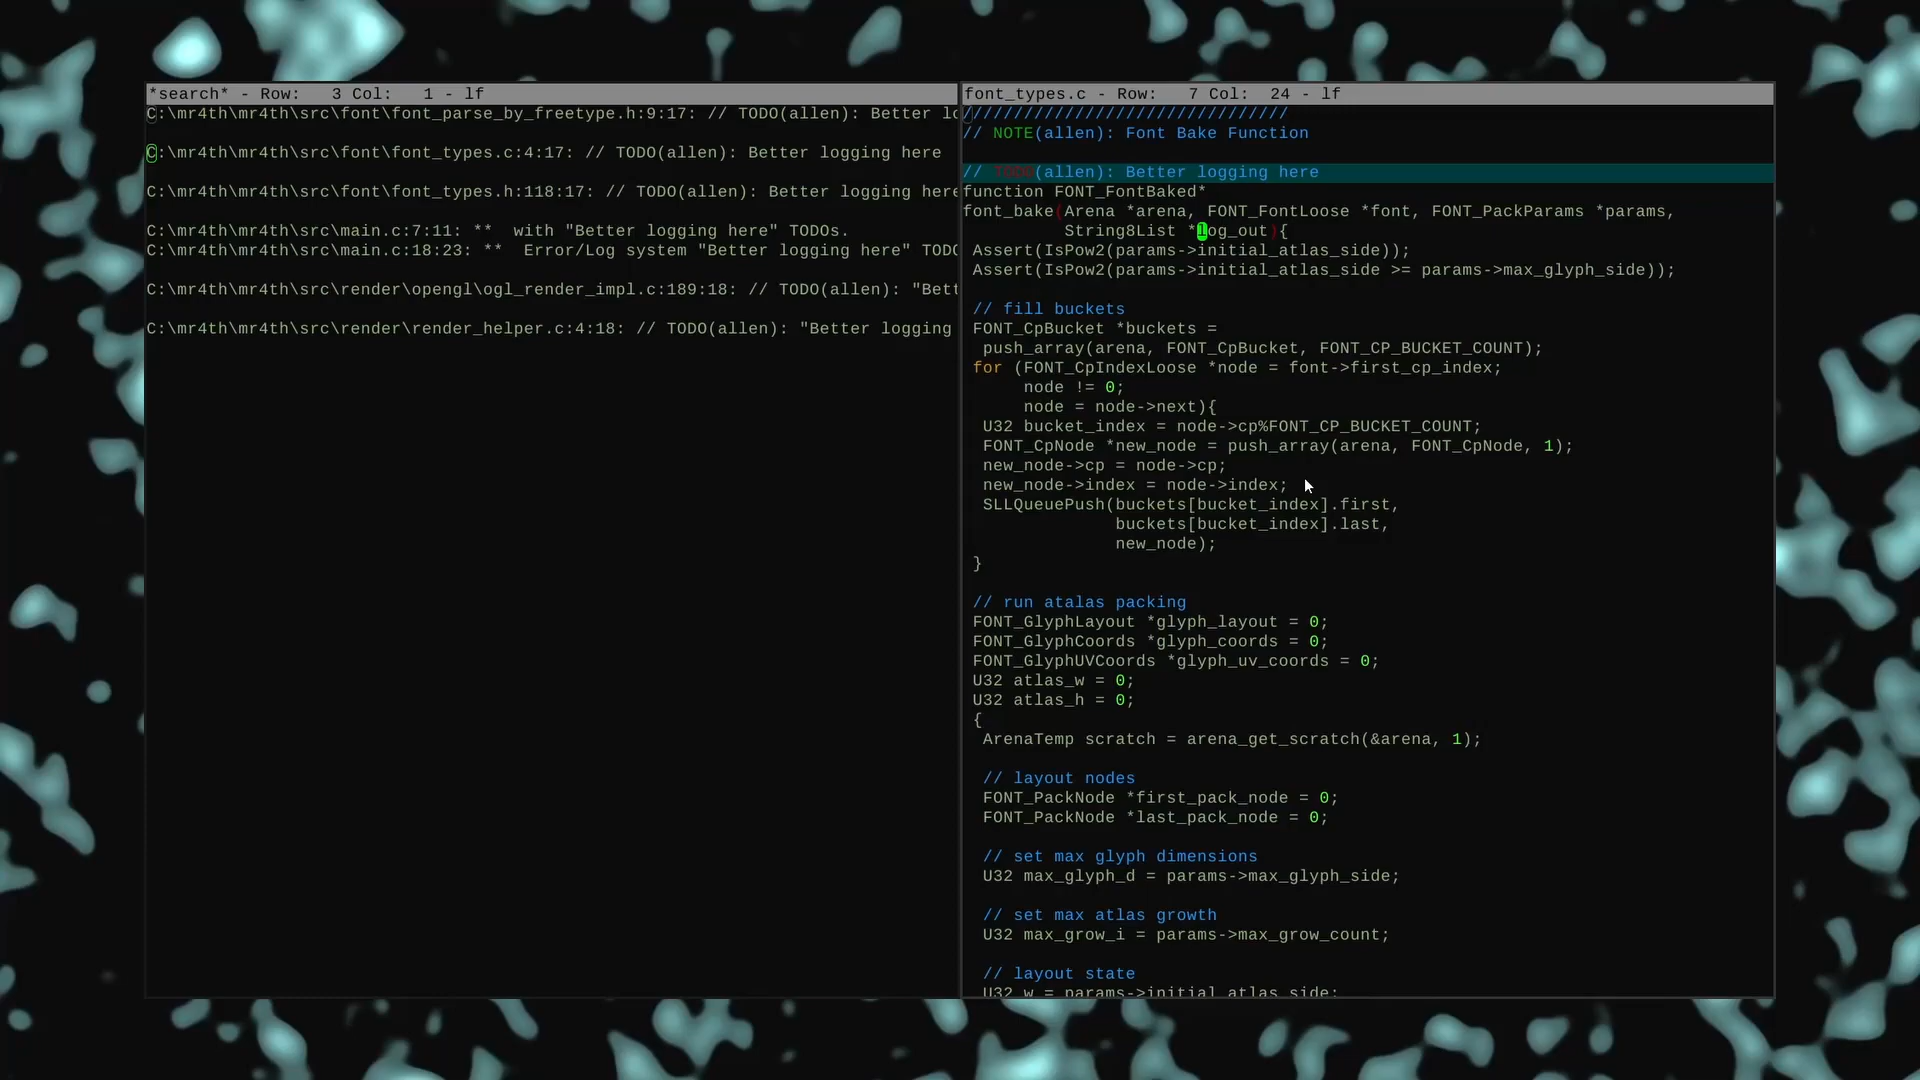 *search* - Row:   3 Col:   1 - lf
C:\mr4th\mr4th\src\font\font_parse_by_freetype.h:9:17: // TODO(allen): Better lo
C:\mr4th\mr4th\src\font\font_types.c:4:17: // TODO(allen): Better logging here
C:\mr4th\mr4th\src\font\font_types.h:118:17: // TODO(allen): Better logging here
C:\mr4th\mr4th\src\main.c:7:11: **  with "Better logging here" TODOs.
C:\mr4th\mr4th\src\main.c:18:23: **  Error/Log system "Better logging here" TODO
C:\mr4th\mr4th\src\render\opengl\ogl_render_impl.c:189:18: // TODO(allen): "Bett
C:\mr4th\mr4th\src\render\render_helper.c:4:18: // TODO(allen): "Better logging
font_types.c - Row:   7 Col:  24 - lf
////////////////////////////////
// NOTE(allen): Font Bake Function
// TODO(allen): Better logging here
function FONT_FontBaked*
font_bake(Arena *arena, FONT_FontLoose *font, FONT_PackParams *params,
          String8List *log_out){
 Assert(IsPow2(params->initial_atlas_side));
 Assert(IsPow2(params->initial_atlas_side >= params->max_glyph_side));
 // fill buckets
 FONT_CpBucket *buckets =
  push_array(arena, FONT_CpBucket, FONT_CP_BUCKET_COUNT);
 for (FONT_CpIndexLoose *node = font->first_cp_index;
      node != 0;
      node = node->next){
  U32 bucket_index = node->cp%FONT_CP_BUCKET_COUNT;
  FONT_CpNode *new_node = push_array(arena, FONT_CpNode, 1);
  new_node->cp = node->cp;
  new_node->index = node->index;
  SLLQueuePush(buckets[bucket_index].first,
               buckets[bucket_index].last,
               new_node);
 }
 // run atalas packing
 FONT_GlyphLayout *glyph_layout = 0;
 FONT_GlyphCoords *glyph_coords = 0;
 FONT_GlyphUVCoords *glyph_uv_coords = 0;
 U32 atlas_w = 0;
 U32 atlas_h = 0;
 {
  ArenaTemp scratch = arena_get_scratch(&arena, 1);
  // layout nodes
  FONT_PackNode *first_pack_node = 0;
  FONT_PackNode *last_pack_node = 0;
  // set max glyph dimensions
  U32 max_glyph_d = params->max_glyph_side;
  // set max atlas growth
  U32 max_grow_i = params->max_grow_count;
  // layout state
  U32 w = params->initial_atlas_side;